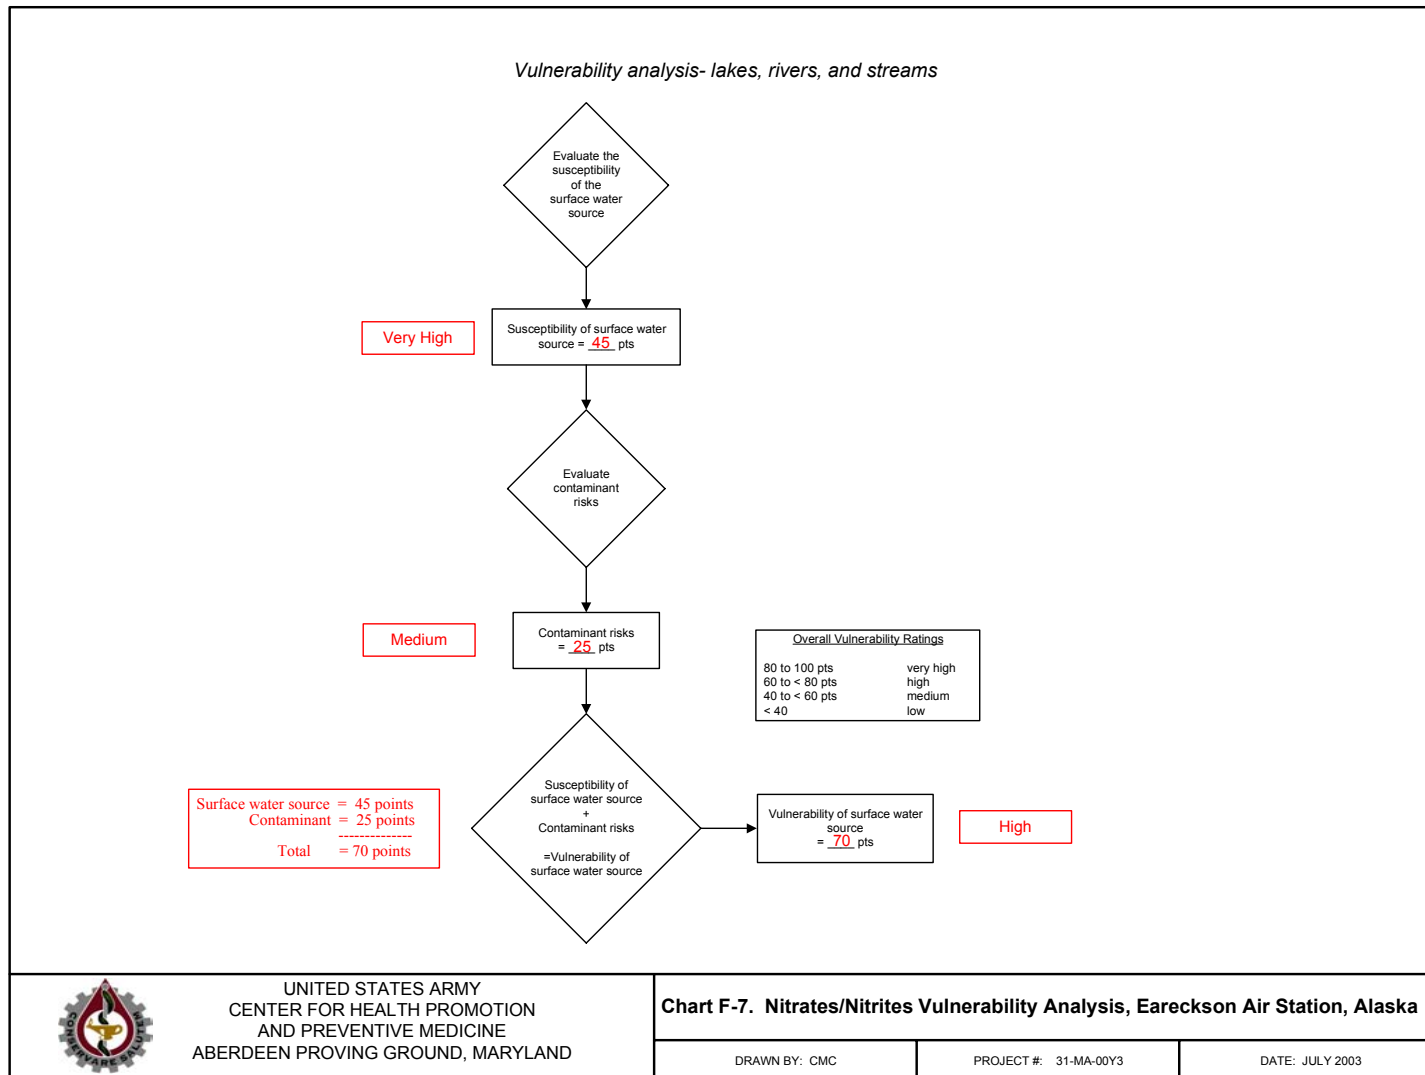 Vulnerability analysis- lakes, rivers, and streams
Evaluate the
susceptibility
of the
surface water
source
Very High
Susceptibility of surface water
source = 45 pts
Evaluate
contaminant
risks
Medium
Contaminant risks
= 25 pts
Overall Vulnerability Ratings
80 to 100 pts very high
60 to < 80 pts high
40 to < 60 pts medium
< 40 low
Surface water source = 45 points
Contaminant = 25 points
--------------
Total = 70 points
Susceptibility of
surface water source
+
Contaminant risks
=Vulnerability of
surface water source
Vulnerability of surface water
source
= 70 pts
High
CONSERVARE SALUTEM
UNITED STATES ARMY
CENTER FOR HEALTH PROMOTION
AND PREVENTIVE MEDICINE
ABERDEEN PROVING GROUND, MARYLAND
Chart F-7. Nitrates/Nitrites Vulnerability Analysis, Eareckson Air Station, Alaska
DRAWN BY: CMC
PROJECT #: 31-MA-00Y3
DATE: JULY 2003